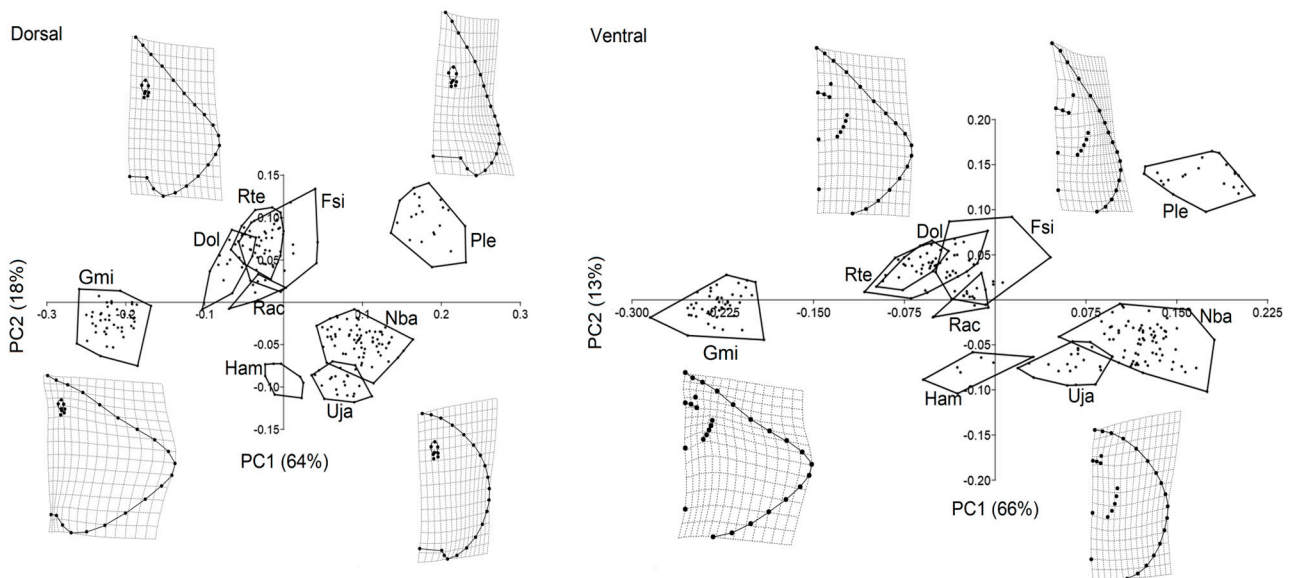 Dorsal
Rte
Fsi
Dol
Ple
Gmi
Rac
Nba
Ham
Uja
0.15
0.10
0.05
-0.05
-0.10
-0.15
-0.3
-0.2
-0.1
0.1
0.2
0.3
PC2 (18%)
PC1 (64%)
Ventral
Ple
Dol
Fsi
Rte
Rac
Gmi
Nba
Ham
Uja
0.20
0.15
0.10
0.05
-0.05
-0.10
-0.15
-0.20
-0.300
-0.225
-0.150
-0.075
0.075
0.150
0.225
PC2 (13%)
PC1 (66%)